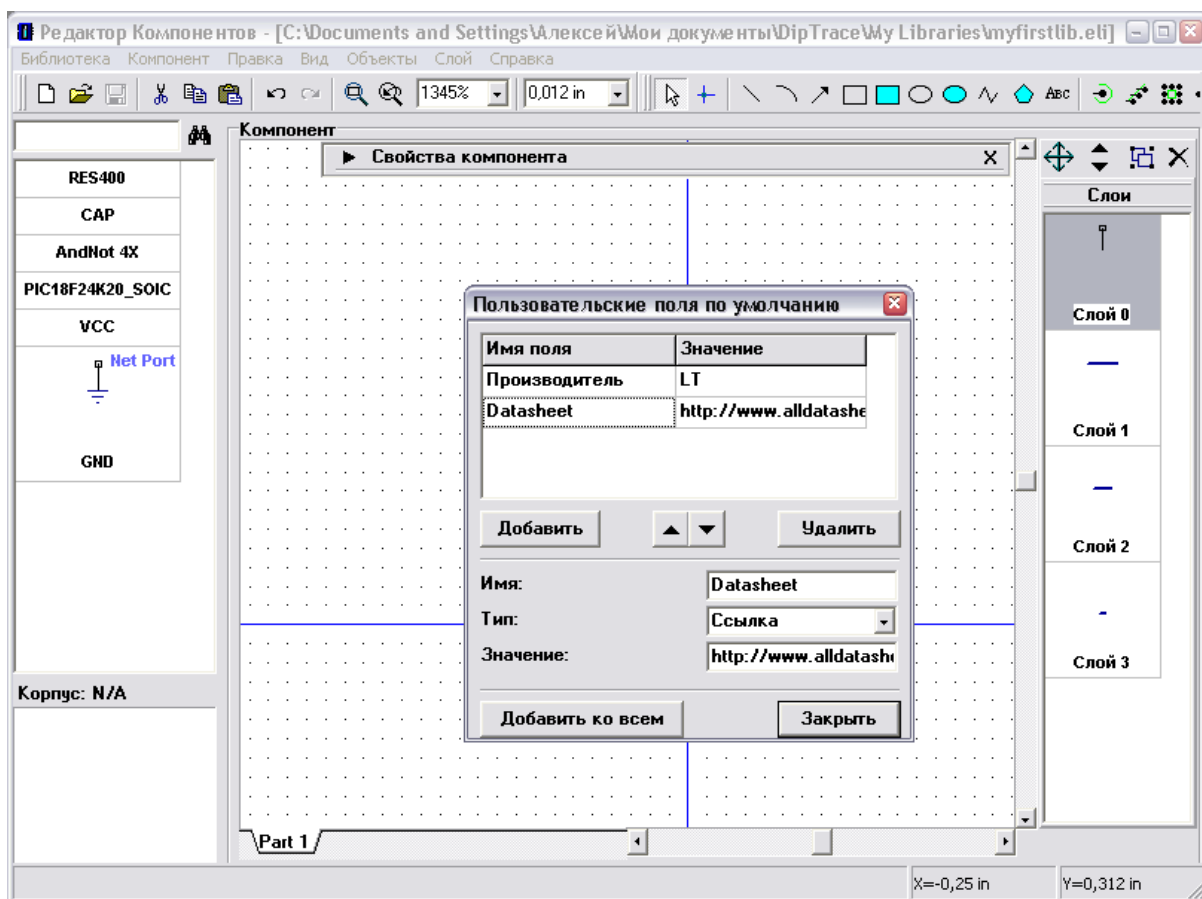 Редактор Компонентов - [C:\Documents and Settings\Алексей\Мои документы\DipTrace\My Libraries\myfirstlib.eli]
Библиотека Компонент Правка Вид Объекты Слой Справка
1345% 0,012 in ABC
Компонент
Свойства компонента X
RES400
CAP
AndNot 4X
PIC18F24K20_SOIC
VCC
Net Port
GND
Корпус: N/A
Пользовательские поля по умолчанию
Имя поля Значение
Производитель LT
Datasheet http://www.alldatashe
Добавить Удалить
Имя: Datasheet
Тип: Ссылка
Значение: http://www.alldatash
Добавить ко всем Закрыть
Слои
Слой 0
Слой 1
Слой 2
Слой 3
Part 1
X=-0,25 in Y=0,312 in